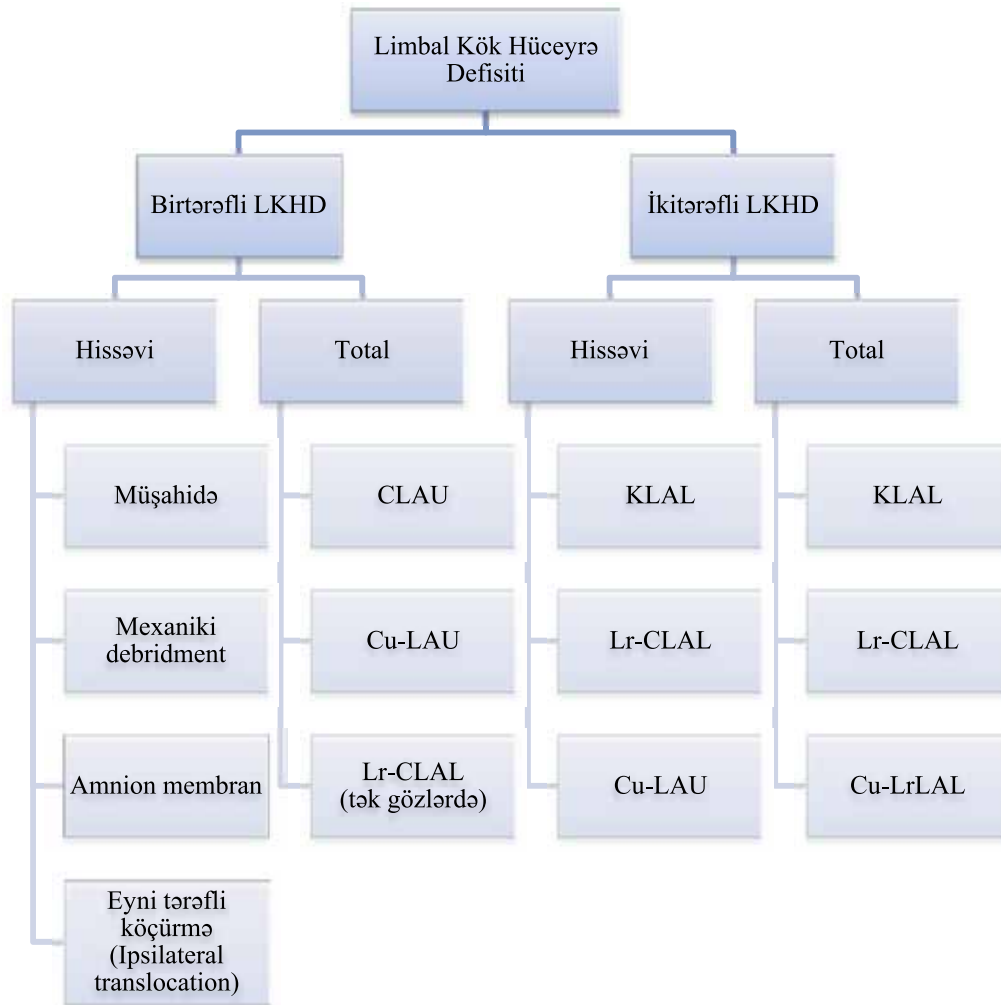 Limbal Kök Hüceyrə
Defisiti
Birtərəfli LKHD
İkitərəfli LKHD
Hissəvi
Total
Hissəvi
Total
Müşahidə
CLAU
KLAL
KLAL
Mexaniki
debridment
Cu-LAU
Lr-CLAL
Lr-CLAL
Amnion membran
Lr-CLAL
(tək gözlərdə)
Cu-LAU
Cu-LrLAL
Eyni tərəfli
köçürmə
(Ipsilateral
translocation)